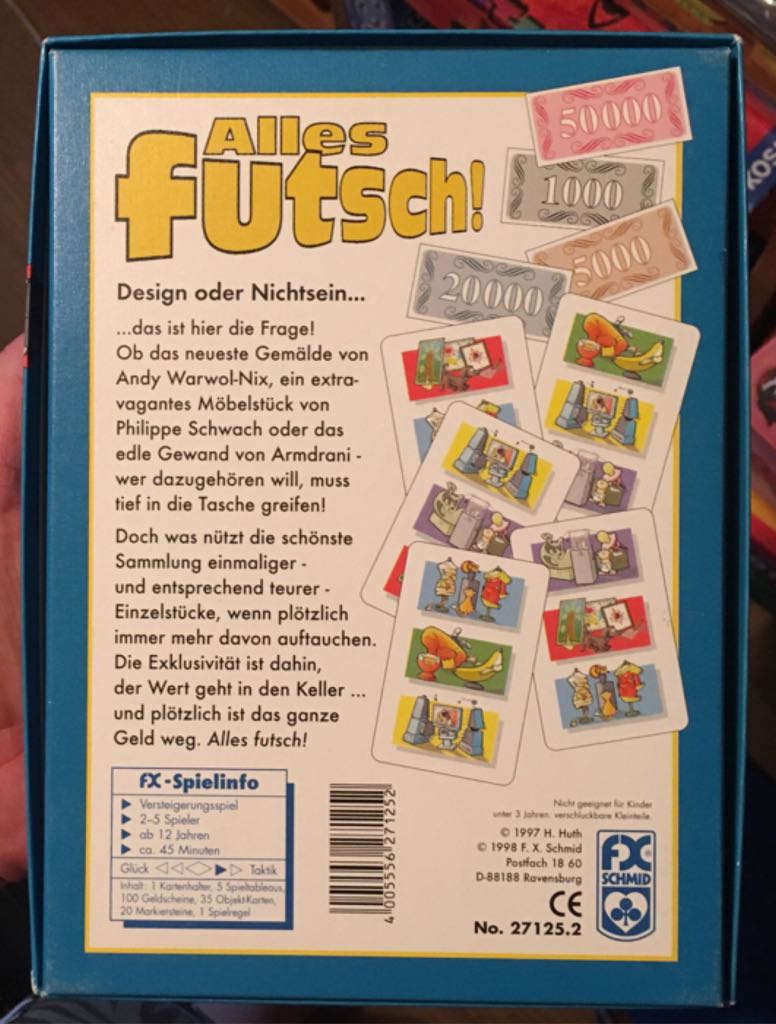 Alles
futsch!
50000
1000
5000
20000
Design oder Nichtsein...
...das ist hier die Frage!
Ob das neueste Gemälde von
Andy Warwol-Nix, ein extra-
vagantes Möbelstück von
Philippe Schwach oder das
edle Gewand von Armdrani -
wer dazugehören will, muss
tief in die Tasche greifen!
Doch was nützt die schönste
Sammlung einmaliger -
und entsprechend teurer -
Einzelstücke, wenn plötzlich
immer mehr davon auftauchen.
Die Exklusivität ist dahin,
der Wert geht in den Keller ...
und plötzlich ist das ganze
Geld weg. Alles futsch!
FX-Spielinfo
Versteigerungsspiel
2-5 Spieler
ab 12 Jahren
ca. 45 Minuten
Glück Taktik
Inhalt: 1 Kartenhalter, 5 Spieltableaus,
100 Geldscheine, 35 Objekt-Karten,
20 Markiersteine, 1 Spielregel
4 005556 271252
Nicht geeignet für Kinder
unter 3 Jahren: verschluckbare Kleinteile.
© 1997 H. Huth
© 1998 F. X. Schmid
Postfach 18 60
D-88188 Ravensburg
CE
No. 27125.2
FX®
SCHMID
KOS